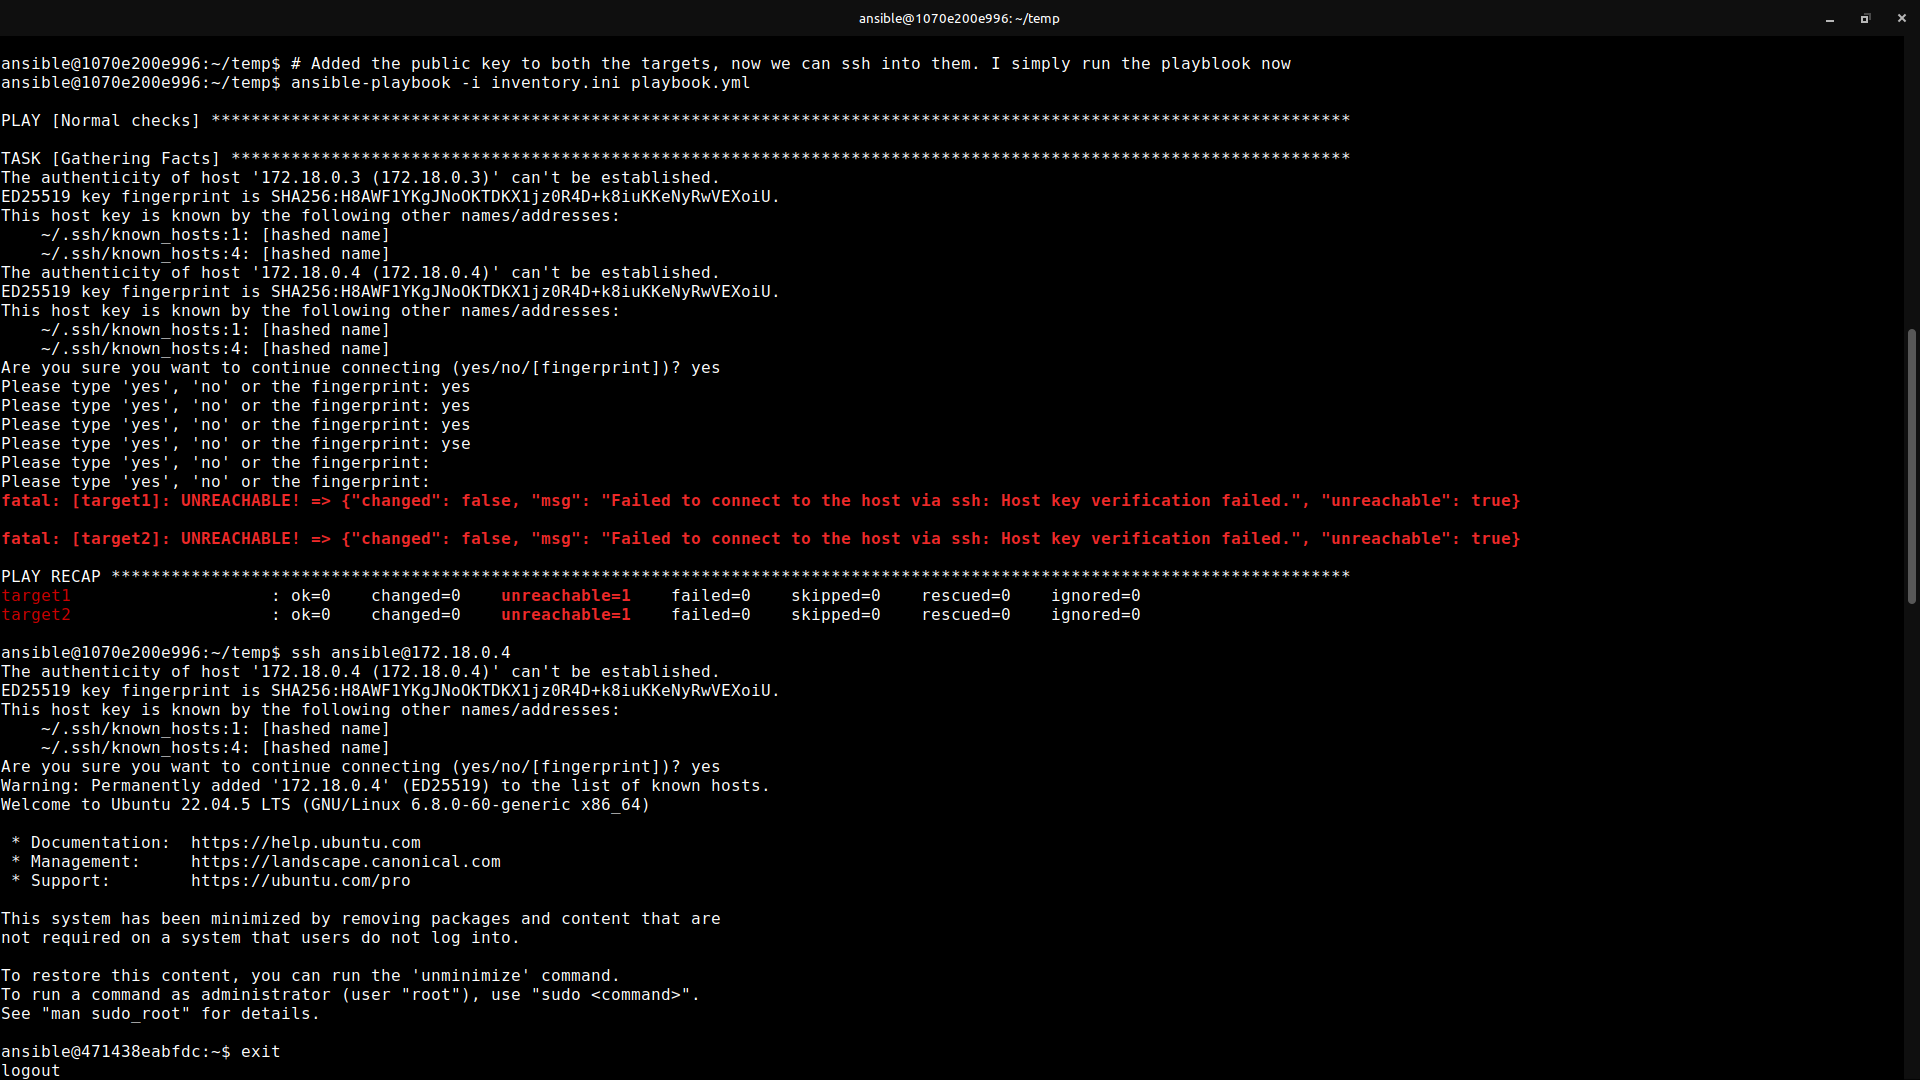 ansible@1070e200e996: ~/temp
ansible@1070e200e996:~/temp$ # Added the public key to both the targets, now we can ssh into them. I simply run the playblook now
ansible@1070e200e996:~/temp$ ansible-playbook -i inventory.ini playbook.yml
PLAY [Normal checks] ******************************************************************************************************************
TASK [Gathering Facts] ****************************************************************************************************************
The authenticity of host '172.18.0.3 (172.18.0.3)' can't be established.
ED25519 key fingerprint is SHA256:H8AWF1YKgJNoOKTDKX1jz0R4D+k8iuKKeNyRwVEXoiU.
This host key is known by the following other names/addresses:
    ~/.ssh/known_hosts:1: [hashed name]
    ~/.ssh/known_hosts:4: [hashed name]
The authenticity of host '172.18.0.4 (172.18.0.4)' can't be established.
ED25519 key fingerprint is SHA256:H8AWF1YKgJNoOKTDKX1jz0R4D+k8iuKKeNyRwVEXoiU.
This host key is known by the following other names/addresses:
    ~/.ssh/known_hosts:1: [hashed name]
    ~/.ssh/known_hosts:4: [hashed name]
Are you sure you want to continue connecting (yes/no/[fingerprint])? yes
Please type 'yes', 'no' or the fingerprint: yes
Please type 'yes', 'no' or the fingerprint: yes
Please type 'yes', 'no' or the fingerprint: yes
Please type 'yes', 'no' or the fingerprint: yse
Please type 'yes', 'no' or the fingerprint:
Please type 'yes', 'no' or the fingerprint:
fatal: [target1]: UNREACHABLE! => {"changed": false, "msg": "Failed to connect to the host via ssh: Host key verification failed.", "unreachable": true}
fatal: [target2]: UNREACHABLE! => {"changed": false, "msg": "Failed to connect to the host via ssh: Host key verification failed.", "unreachable": true}
PLAY RECAP ****************************************************************************************************************************
target1                    : ok=0    changed=0    unreachable=1    failed=0    skipped=0    rescued=0    ignored=0
target2                    : ok=0    changed=0    unreachable=1    failed=0    skipped=0    rescued=0    ignored=0
ansible@1070e200e996:~/temp$ ssh ansible@172.18.0.4
The authenticity of host '172.18.0.4 (172.18.0.4)' can't be established.
ED25519 key fingerprint is SHA256:H8AWF1YKgJNoOKTDKX1jz0R4D+k8iuKKeNyRwVEXoiU.
This host key is known by the following other names/addresses:
    ~/.ssh/known_hosts:1: [hashed name]
    ~/.ssh/known_hosts:4: [hashed name]
Are you sure you want to continue connecting (yes/no/[fingerprint])? yes
Warning: Permanently added '172.18.0.4' (ED25519) to the list of known hosts.
Welcome to Ubuntu 22.04.5 LTS (GNU/Linux 6.8.0-60-generic x86_64)
 * Documentation:  https://help.ubuntu.com
 * Management:     https://landscape.canonical.com
 * Support:        https://ubuntu.com/pro
This system has been minimized by removing packages and content that are
not required on a system that users do not log into.
To restore this content, you can run the 'unminimize' command.
To run a command as administrator (user "root"), use "sudo <command>".
See "man sudo_root" for details.
ansible@471438eabfdc:~$ exit
logout